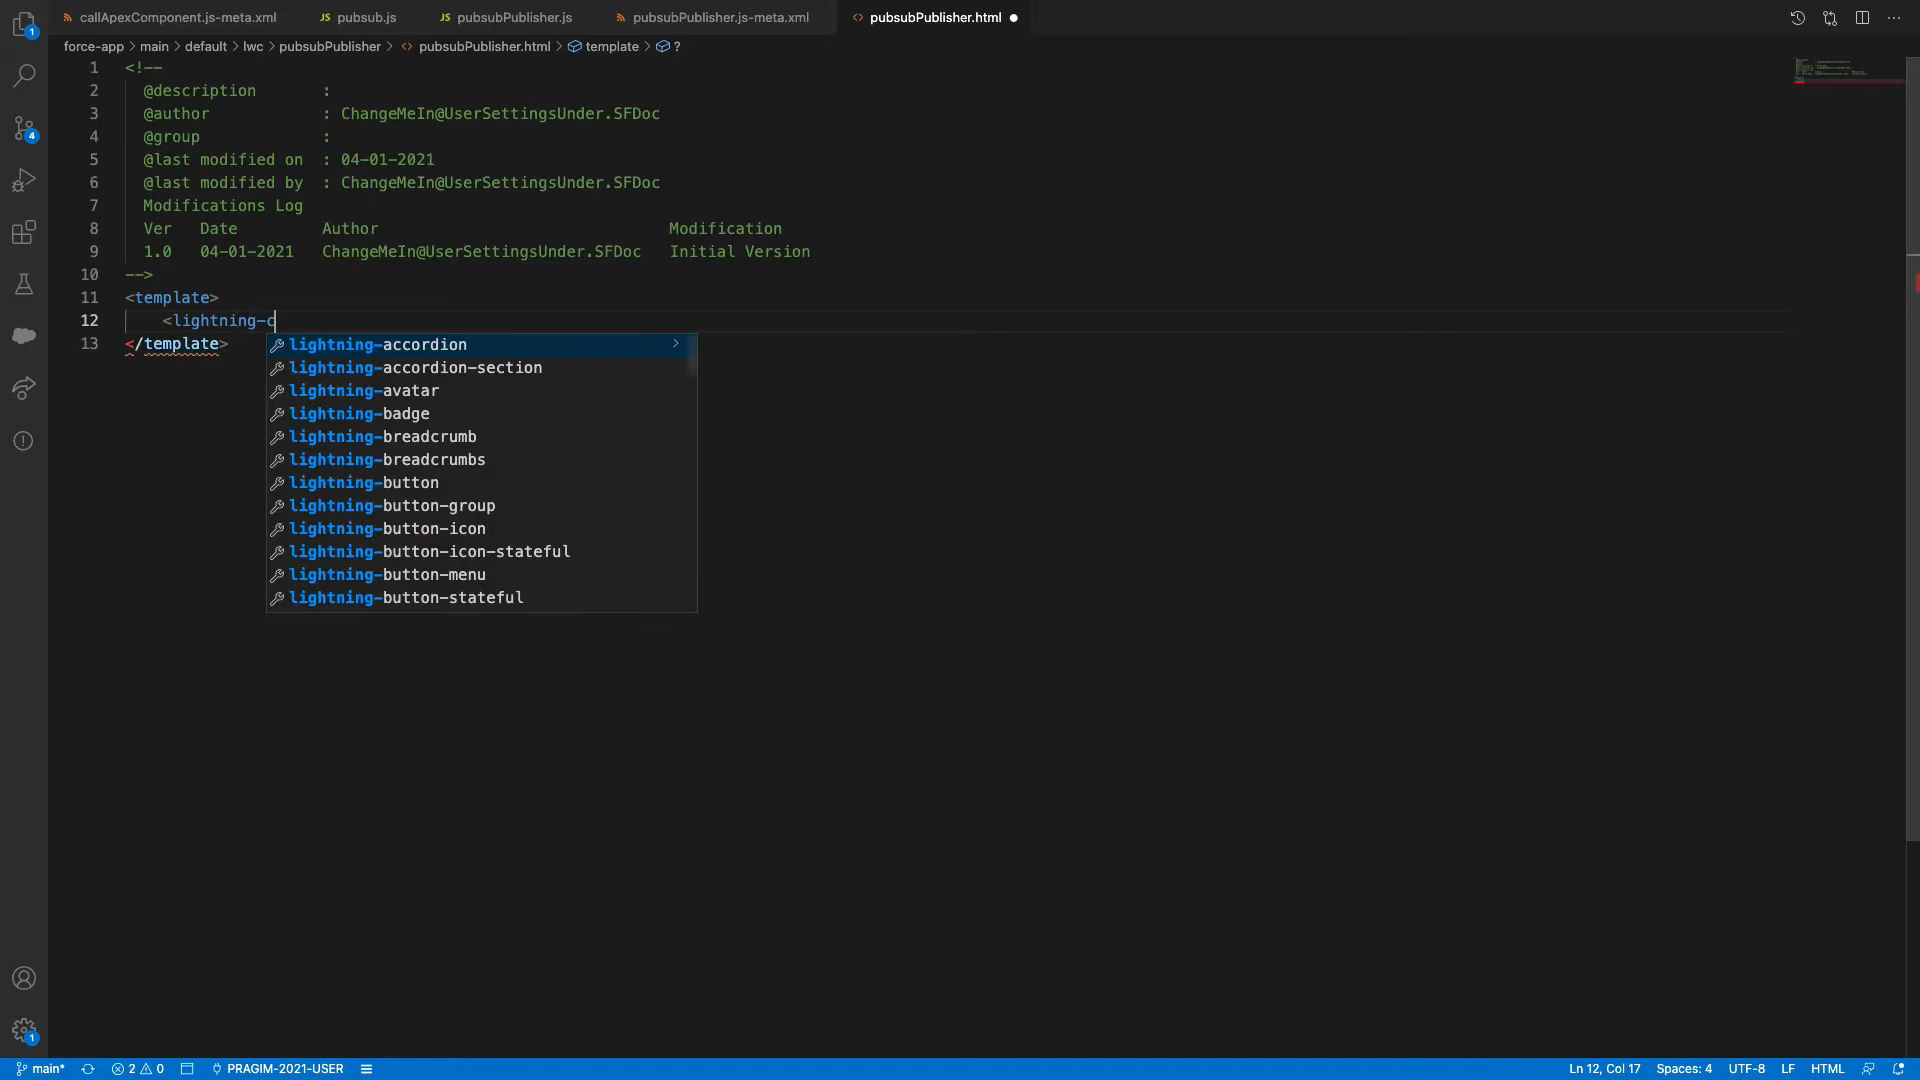 callApexComponent.js-meta.xml JS pubsub.js JS pubsubPublisher.js pubsubPublisher.js-meta.xml <> pubsubPublisher.html
force-app > main > default > lwc > pubsubPublisher > <> pubsubPublisher.html > template > ?
1 <!--
2 @description :
3 @author : ChangeMeIn@UserSettingsUnder.SFDoc
4 @group :
5 @last modified on : 04-01-2021
6 @last modified by : ChangeMeIn@UserSettingsUnder.SFDoc
7 Modifications Log
8 Ver Date Author Modification
9 1.0 04-01-2021 ChangeMeIn@UserSettingsUnder.SFDoc Initial Version
10 -->
11 <template>
12 <lightning-c
13 </template>
lightning-accordion
lightning-accordion-section
lightning-avatar
lightning-badge
lightning-breadcrumb
lightning-breadcrumbs
lightning-button
lightning-button-group
lightning-button-icon
lightning-button-icon-stateful
lightning-button-menu
lightning-button-stateful
1
4
1
main* 2 0 PRAGIM-2021-USER Ln 12, Col 17 Spaces: 4 UTF-8 LF HTML